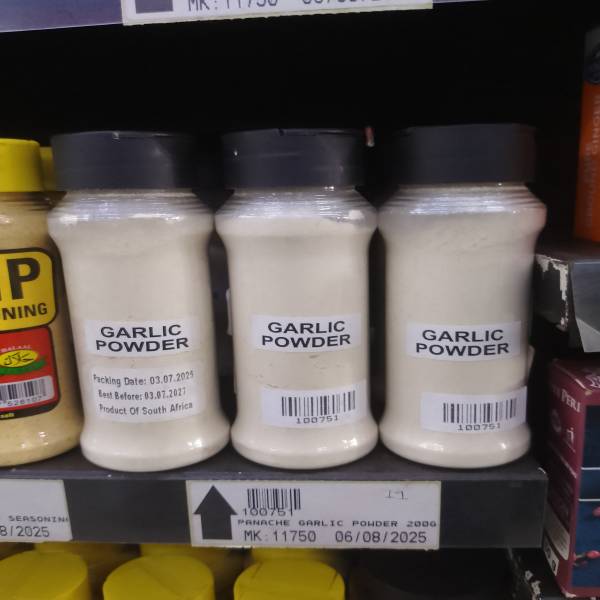 MK: 11750
IP
NING
GARLIC
POWDER
Packing Date: 03.07.2025
Best Before: 03.07.2027
Product Of South Africa
GARLIC
POWDER
100751
GARLIC
POWDER
100751
PERI
SEASONIN
8/2025
100751
PANACHE GARLIC POWDER 200G
MK: 11750 06/08/2025